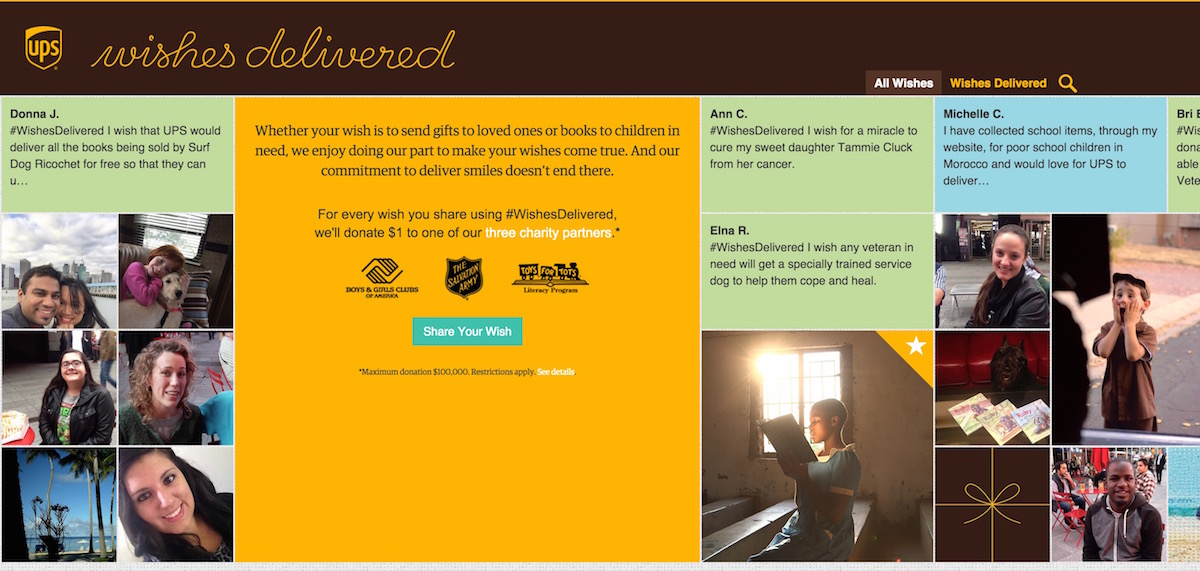 ups
wishes delivered
All Wishes
Wishes Delivered
Donna J.
#WishesDelivered I wish that UPS would
deliver all the books being sold by Surf
Dog Ricochet for free so that they can
u…
Whether your wish is to send gifts to loved ones or books to children in
need, we enjoy doing our part to make your wishes come true. And our
commitment to deliver smiles doesn't end there.
For every wish you share using #WishesDelivered,
we'll donate $1 to one of our three charity partners.*
BOYS & GIRLS CLUBS
OF AMERICA
THE
SALVATION
ARMY
TOYS FOR TOTS
Literacy Program
Share Your Wish
*Maximum donation $100,000. Restrictions apply. See details.
Ann C.
#WishesDelivered I wish for a miracle to
cure my sweet daughter Tammie Cluck
from her cancer.
Elna R.
#WishesDelivered I wish any veteran in
need will get a specially trained service
dog to help them cope and heal.
Michelle C.
I have collected school items, through my
website, for poor school children in
Morocco and would love for UPS to
deliver…
Bri
#Wis
dona
able
Vete